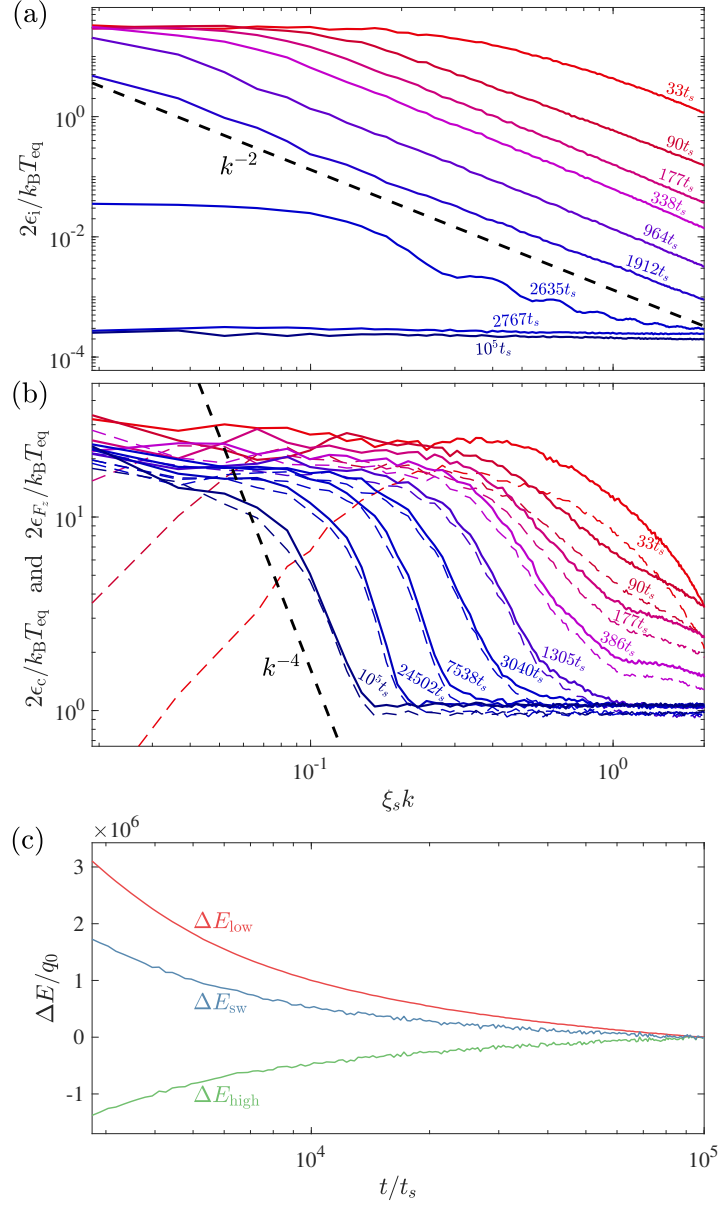 (a)
10^0
10^{-2}
10^{-4}
2ϵ_i/k_BT_eq
k^{-2}
33t_s
90t_s
177t_s
338t_s
964t_s
1912t_s
2635t_s
2767t_s
10^5t_s
(b)
10^1
10^0
2ϵ_c/k_BT_eq and 2ϵ_{F_z}/k_BT_eq
k^{-4}
33t_s
90t_s
177t_s
386t_s
1305t_s
3040t_s
7538t_s
24502t_s
10^5t_s
10^{-1}
10^0
ξ_sk
(c)
×10^6
3
2
1
0
-1
ΔE/q_0
ΔE_low
ΔE_sw
ΔE_high
10^4
10^5
t/t_s